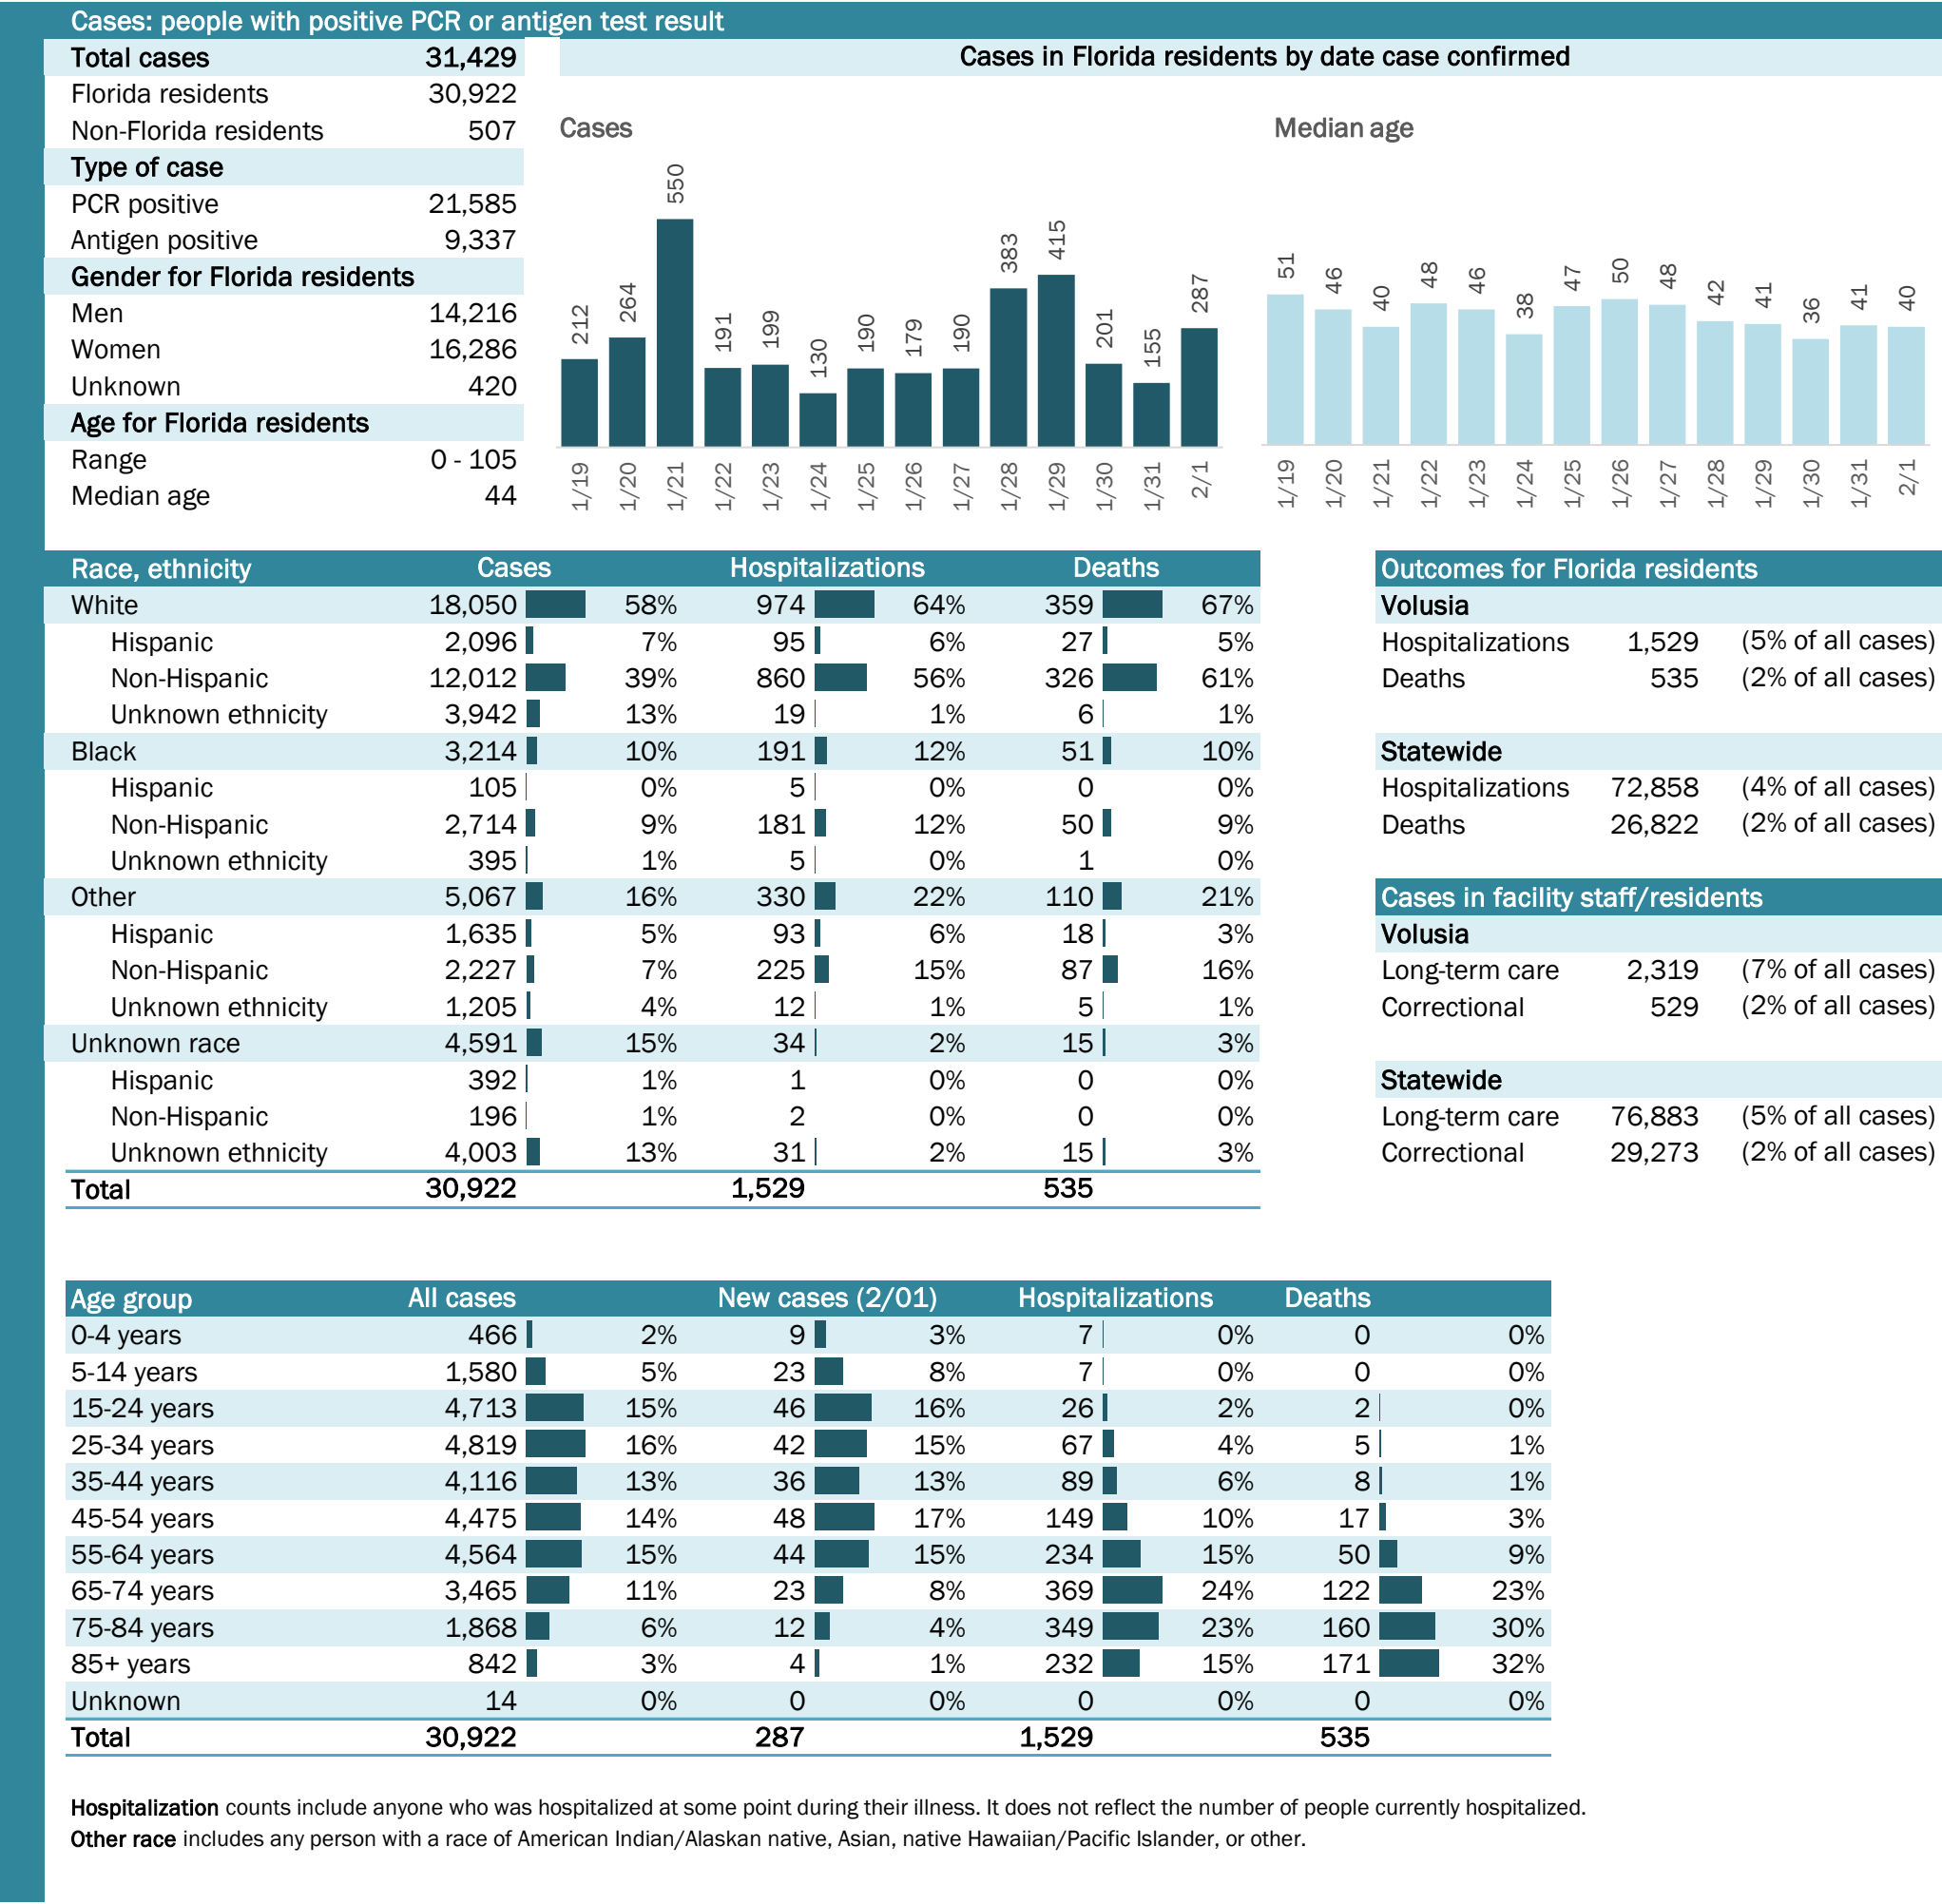 Cases: people with positive PCR or antigen test result
Total cases 31,429
Florida residents 30,922
Non-Florida residents 507
Type of case
PCR positive 21,585
Antigen positive 9,337
Gender for Florida residents
Men 14,216
Women 16,286
Unknown 420
Age for Florida residents
Range 0 - 105
Median age 44
Cases in Florida residents by date case confirmed
Cases
212 264 550 191 199 130 190 179 190 383 415 201 155 287
1/19 1/20 1/21 1/22 1/23 1/24 1/25 1/26 1/27 1/28 1/29 1/30 1/31 2/1
Median age
51 46 40 48 46 38 47 50 48 42 41 36 41 40
1/19 1/20 1/21 1/22 1/23 1/24 1/25 1/26 1/27 1/28 1/29 1/30 1/31 2/1
Race, ethnicity Cases Hospitalizations Deaths
White 18,050 58% 974 64% 359 67%
Hispanic 2,096 7% 95 6% 27 5%
Non-Hispanic 12,012 39% 860 56% 326 61%
Unknown ethnicity 3,942 13% 19 1% 6 1%
Black 3,214 10% 191 12% 51 10%
Hispanic 105 0% 5 0% 0 0%
Non-Hispanic 2,714 9% 181 12% 50 9%
Unknown ethnicity 395 1% 5 0% 1 0%
Other 5,067 16% 330 22% 110 21%
Hispanic 1,635 5% 93 6% 18 3%
Non-Hispanic 2,227 7% 225 15% 87 16%
Unknown ethnicity 1,205 4% 12 1% 5 1%
Unknown race 4,591 15% 34 2% 15 3%
Hispanic 392 1% 1 0% 0 0%
Non-Hispanic 196 1% 2 0% 0 0%
Unknown ethnicity 4,003 13% 31 2% 15 3%
Total 30,922 1,529 535
Outcomes for Florida residents
Volusia
Hospitalizations 1,529 (5% of all cases)
Deaths 535 (2% of all cases)
Statewide
Hospitalizations 72,858 (4% of all cases)
Deaths 26,822 (2% of all cases)
Cases in facility staff/residents
Volusia
Long-term care 2,319 (7% of all cases)
Correctional 529 (2% of all cases)
Statewide
Long-term care 76,883 (5% of all cases)
Correctional 29,273 (2% of all cases)
Age group All cases New cases (2/01) Hospitalizations Deaths
0-4 years 466 2% 9 3% 7 0% 0 0%
5-14 years 1,580 5% 23 8% 7 0% 0 0%
15-24 years 4,713 15% 46 16% 26 2% 2 0%
25-34 years 4,819 16% 42 15% 67 4% 5 1%
35-44 years 4,116 13% 36 13% 89 6% 8 1%
45-54 years 4,475 14% 48 17% 149 10% 17 3%
55-64 years 4,564 15% 44 15% 234 15% 50 9%
65-74 years 3,465 11% 23 8% 369 24% 122 23%
75-84 years 1,868 6% 12 4% 349 23% 160 30%
85+ years 842 3% 4 1% 232 15% 171 32%
Unknown 14 0% 0 0% 0 0% 0 0%
Total 30,922 287 1,529 535
Hospitalization counts include anyone who was hospitalized at some point during their illness. It does not reflect the number of people currently hospitalized.
Other race includes any person with a race of American Indian/Alaskan native, Asian, native Hawaiian/Pacific Islander, or other.